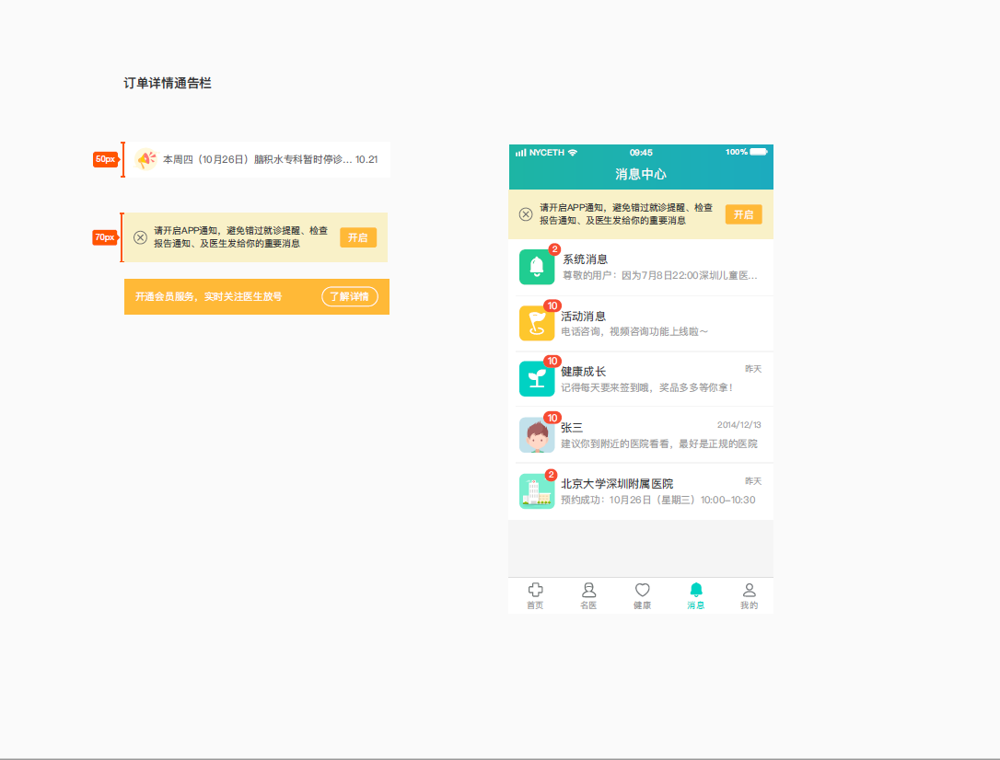 订单详情通告栏
50px
本周四（10月26日）脑积水专科暂时停诊... 10.21
70px
请开启APP通知，避免错过就诊提醒、检查
报告通知、及医生发给你的重要消息
开启
开通会员服务，实时关注医生放号
了解详情
NYCETH
09:45
100%
消息中心
请开启APP通知，避免错过就诊提醒、检查
报告通知、及医生发给你的重要消息
开启
2
系统消息
尊敬的用户：因为7月8日22:00深圳儿童医...
10
活动消息
电话咨询，视频咨询功能上线啦～
10
健康成长
昨天
记得每天要来签到哦，奖品多多等你拿！
10
张三
2014/12/13
建议你到附近的医院看看，最好是正规的医院
2
北京大学深圳附属医院
昨天
预约成功：10月26日（星期三）10:00-10:30
首页
名医
健康
消息
我的